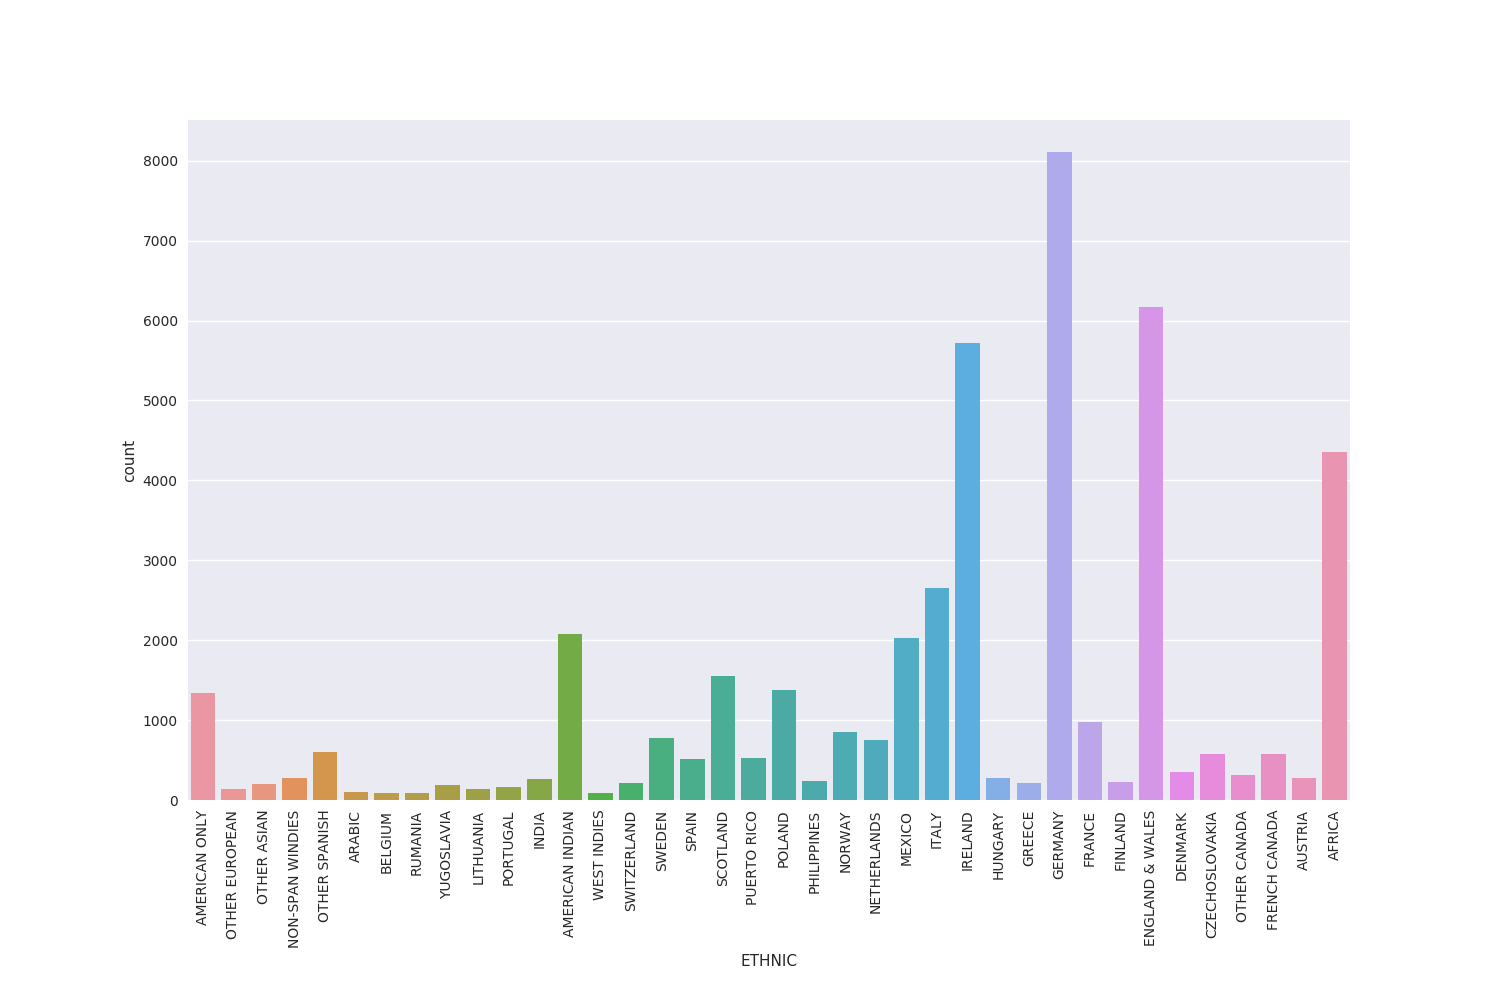 8000
7000
6000
5000
4000
3000
2000
1000
0
count
AMERICAN ONLY
OTHER EUROPEAN
OTHER ASIAN
NON-SPAN WINDIES
OTHER SPANISH
ARABIC
BELGIUM
RUMANIA
YUGOSLAVIA
LITHUANIA
PORTUGAL
INDIA
AMERICAN INDIAN
WEST INDIES
SWITZERLAND
SWEDEN
SPAIN
SCOTLAND
PUERTO RICO
POLAND
PHILIPPINES
NORWAY
NETHERLANDS
MEXICO
ITALY
IRELAND
HUNGARY
GREECE
GERMANY
FRANCE
FINLAND
ENGLAND & WALES
DENMARK
CZECHOSLOVAKIA
OTHER CANADA
FRENCH CANADA
AUSTRIA
AFRICA
ETHNIC